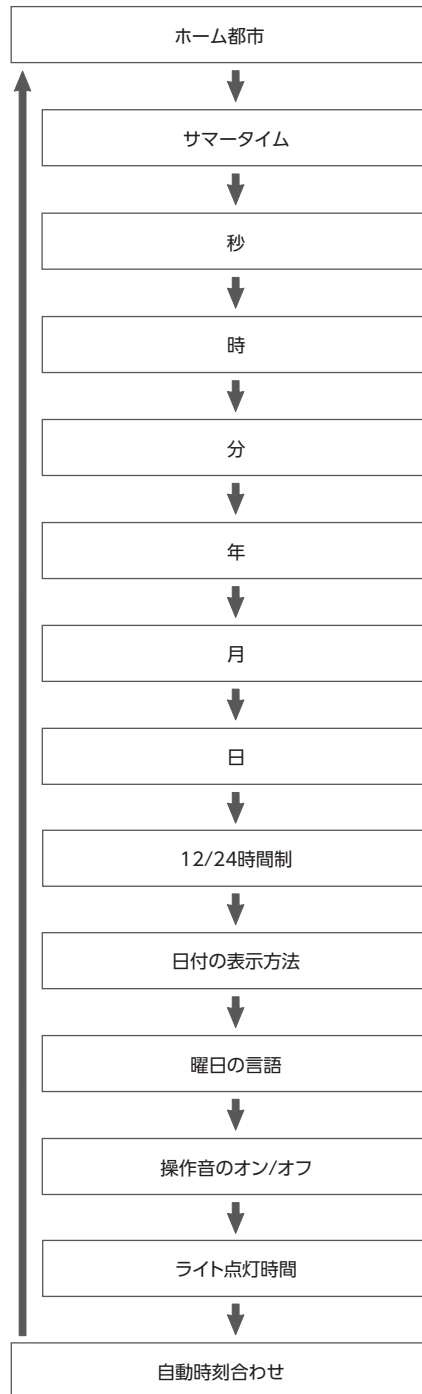 ホーム都市
サマータイム
秒
時
分
年
月
日
12/24時間制
日付の表示方法
曜日の言語
操作音のオン/オフ
ライト点灯時間
自動時刻合わせ